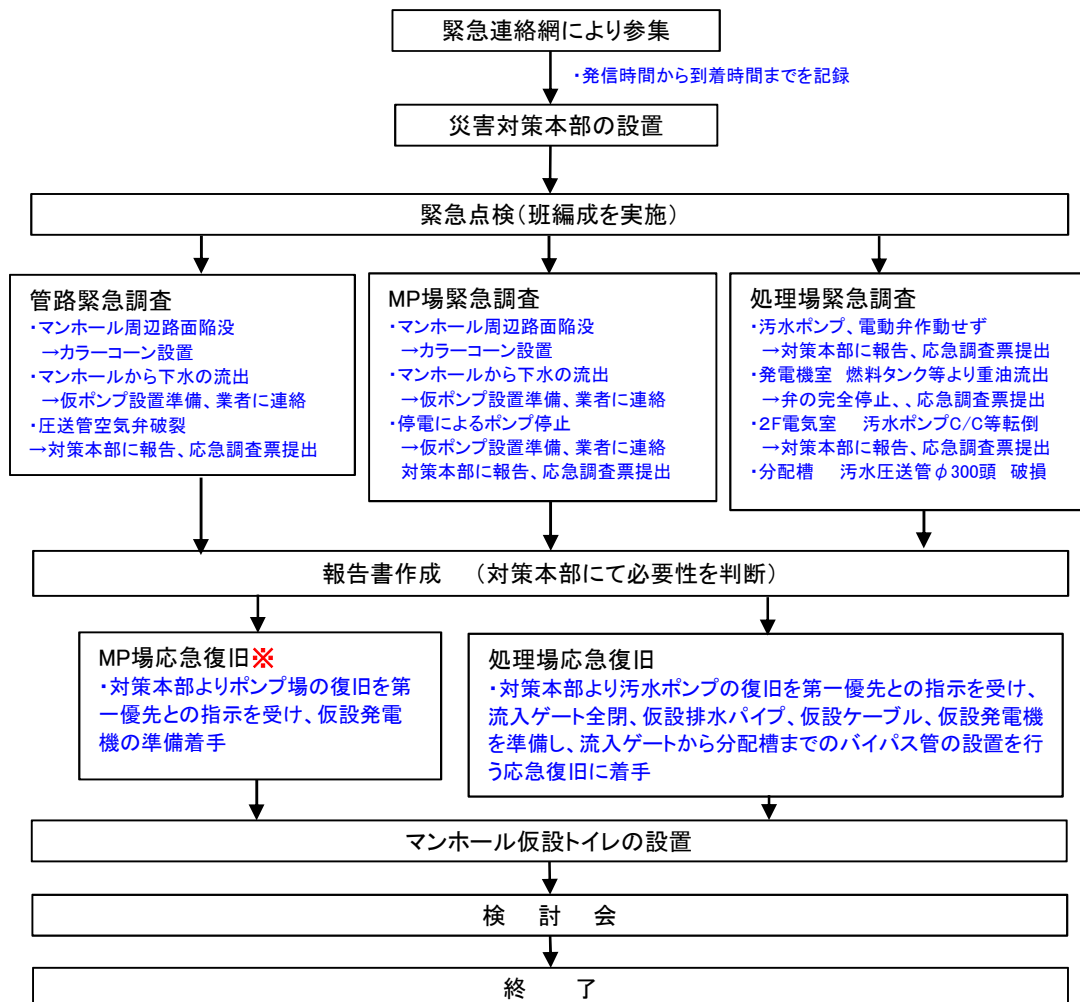 緊急連絡網により参集
・発信時間から到着時間までを記録
災害対策本部の設置
緊急点検（班編成を実施）
管路緊急調査
・マンホール周辺路面陥没
→カラーコーン設置
・マンホールから下水の流出
→仮ポンプ設置準備、業者に連絡
・圧送管空気弁破裂
→対策本部に報告、応急調査票提出
MP場緊急調査
・マンホール周辺路面陥没
→カラーコーン設置
・マンホールから下水の流出
→仮ポンプ設置準備、業者に連絡
・停電によるポンプ停止
→仮ポンプ設置準備、業者に連絡
対策本部に報告、応急調査票提出
処理場緊急調査
・汚水ポンプ、電動弁作動せず
→対策本部に報告、応急調査票提出
・発電機室　燃料タンク等より重油流出
→弁の完全停止、、応急調査票提出
・2F電気室　汚水ポンプC/C等転倒
→対策本部に報告、応急調査票提出
・分配槽　汚水圧送管φ300頭　破損
報告書作成　（対策本部にて必要性を判断）
MP場応急復旧※
・対策本部よりポンプ場の復旧を第
一優先との指示を受け、仮設発電
機の準備着手
処理場応急復旧
・対策本部より汚水ポンプの復旧を第一優先との指示を受け、
流入ゲート全閉、仮設排水パイプ、仮設ケーブル、仮設発電機
を準備し、流入ゲートから分配槽までのバイパス管の設置を行
う応急復旧に着手
マンホール仮設トイレの設置
検　討　会
終　了